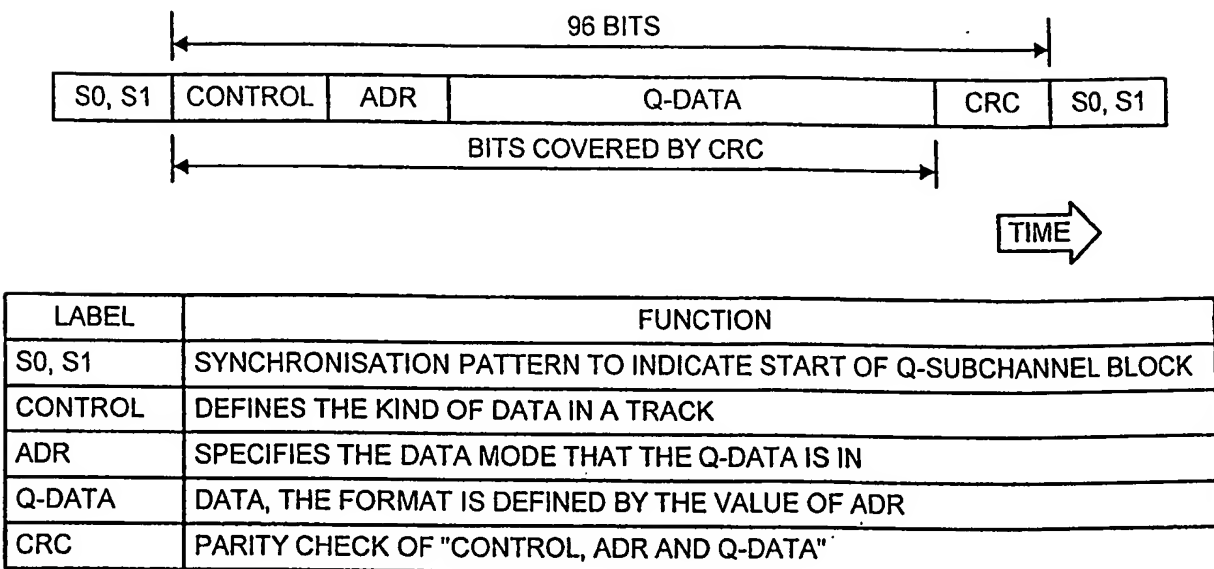 96 BITS
S0, S1 CONTROL ADR Q-DATA CRC S0, S1
BITS COVERED BY CRC
TIME
LABEL FUNCTION
S0, S1 SYNCHRONISATION PATTERN TO INDICATE START OF Q-SUBCHANNEL BLOCK
CONTROL DEFINES THE KIND OF DATA IN A TRACK
ADR SPECIFIES THE DATA MODE THAT THE Q-DATA IS IN
Q-DATA DATA, THE FORMAT IS DEFINED BY THE VALUE OF ADR
CRC PARITY CHECK OF "CONTROL, ADR AND Q-DATA"